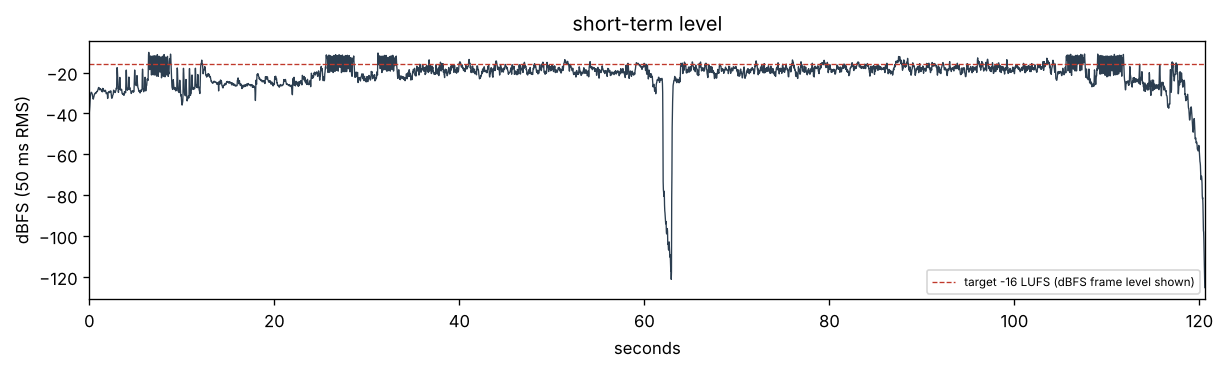 short-term level
dBFS (50 ms RMS)
−20
−40
−60
−80
−100
−120
target -16 LUFS (dBFS frame level shown)
0 20 40 60 80 100 120
seconds